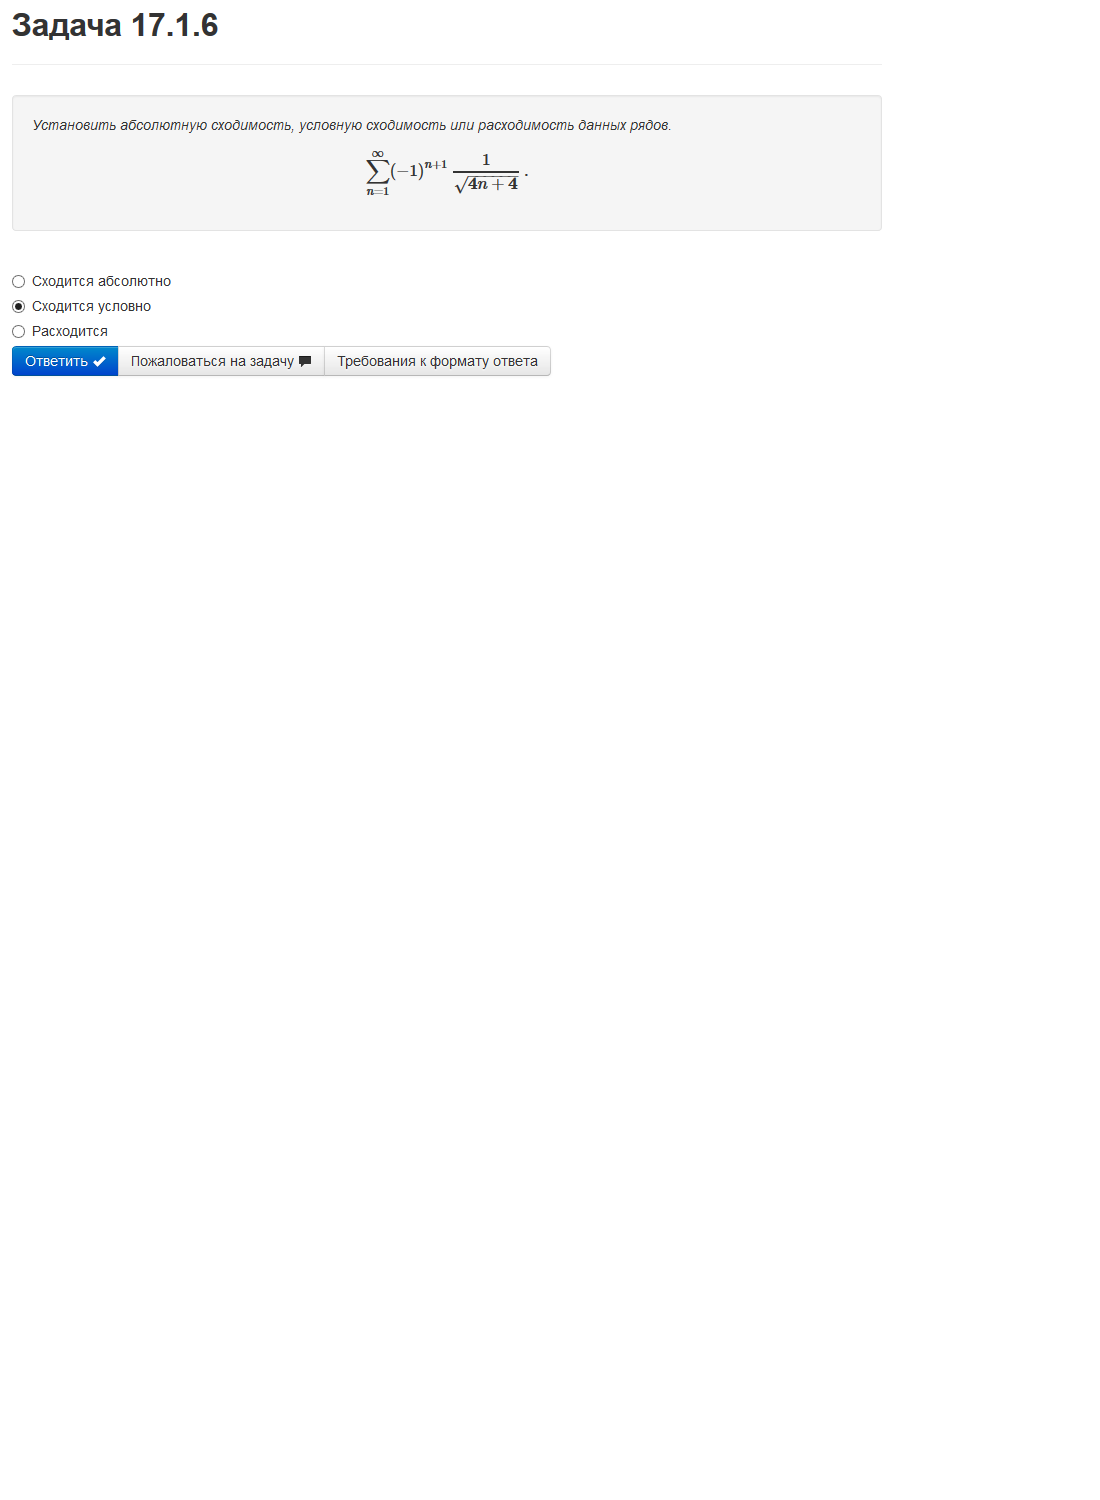 Задача 17.1.6
Установить абсолютную сходимость, условную сходимость или расходимость данных рядов.
$\sum_{n=1}^{\infty}(-1)^{n+1}\frac{1}{\sqrt{4n+4}}.$
Сходится абсолютно
Сходится условно
Расходится
Ответить Пожаловаться на задачу Требования к формату ответа